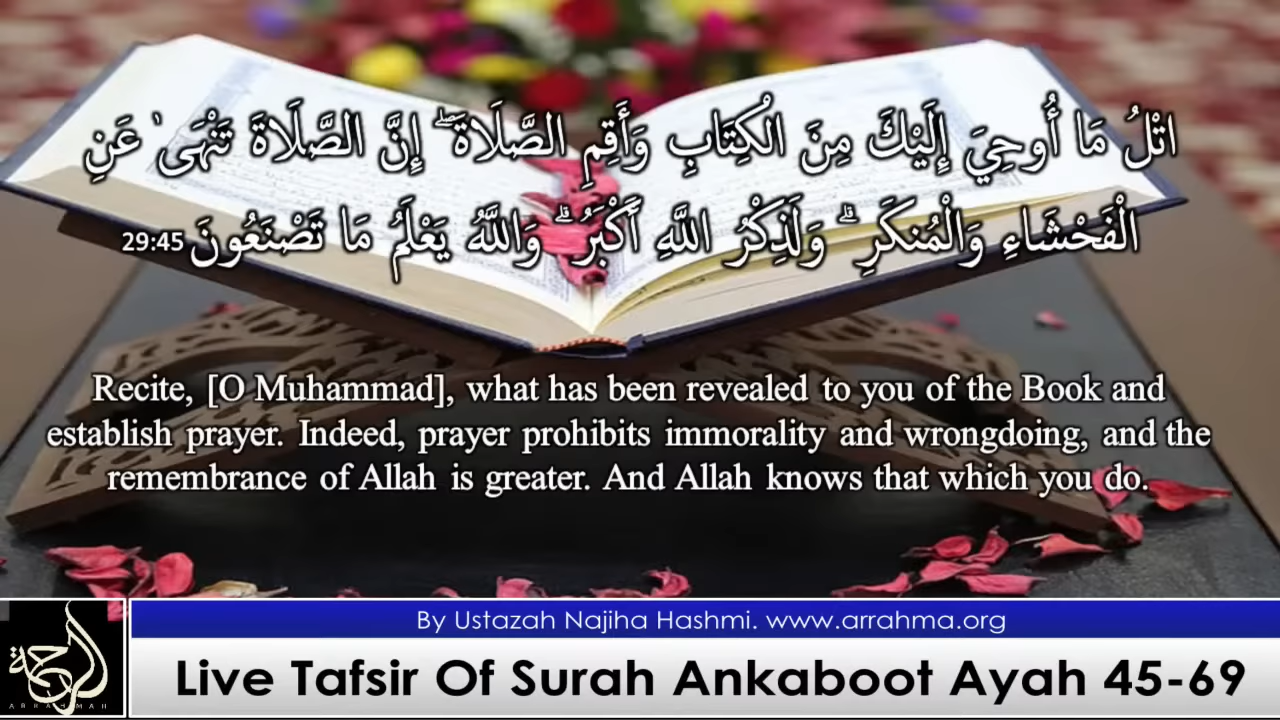 اتْلُ مَا أُوحِيَ إِلَيْكَ مِنَ الْكِتَابِ وَأَقِمِ الصَّلَاةَ ۖ إِنَّ الصَّلَاةَ تَنْهَىٰ عَنِ
الْفَحْشَاءِ وَالْمُنكَرِ ۗ وَلَذِكْرُ اللَّهِ أَكْبَرُ ۗ وَاللَّهُ يَعْلَمُ مَا تَصْنَعُونَ 29:45
Recite, [O Muhammad], what has been revealed to you of the Book and
establish prayer. Indeed, prayer prohibits immorality and wrongdoing, and the
remembrance of Allah is greater. And Allah knows that which you do.
By Ustazah Najiha Hashmi. www.arrahma.org
الرحمة
ARRAHMAH
Live Tafsir Of Surah Ankaboot Ayah 45-69